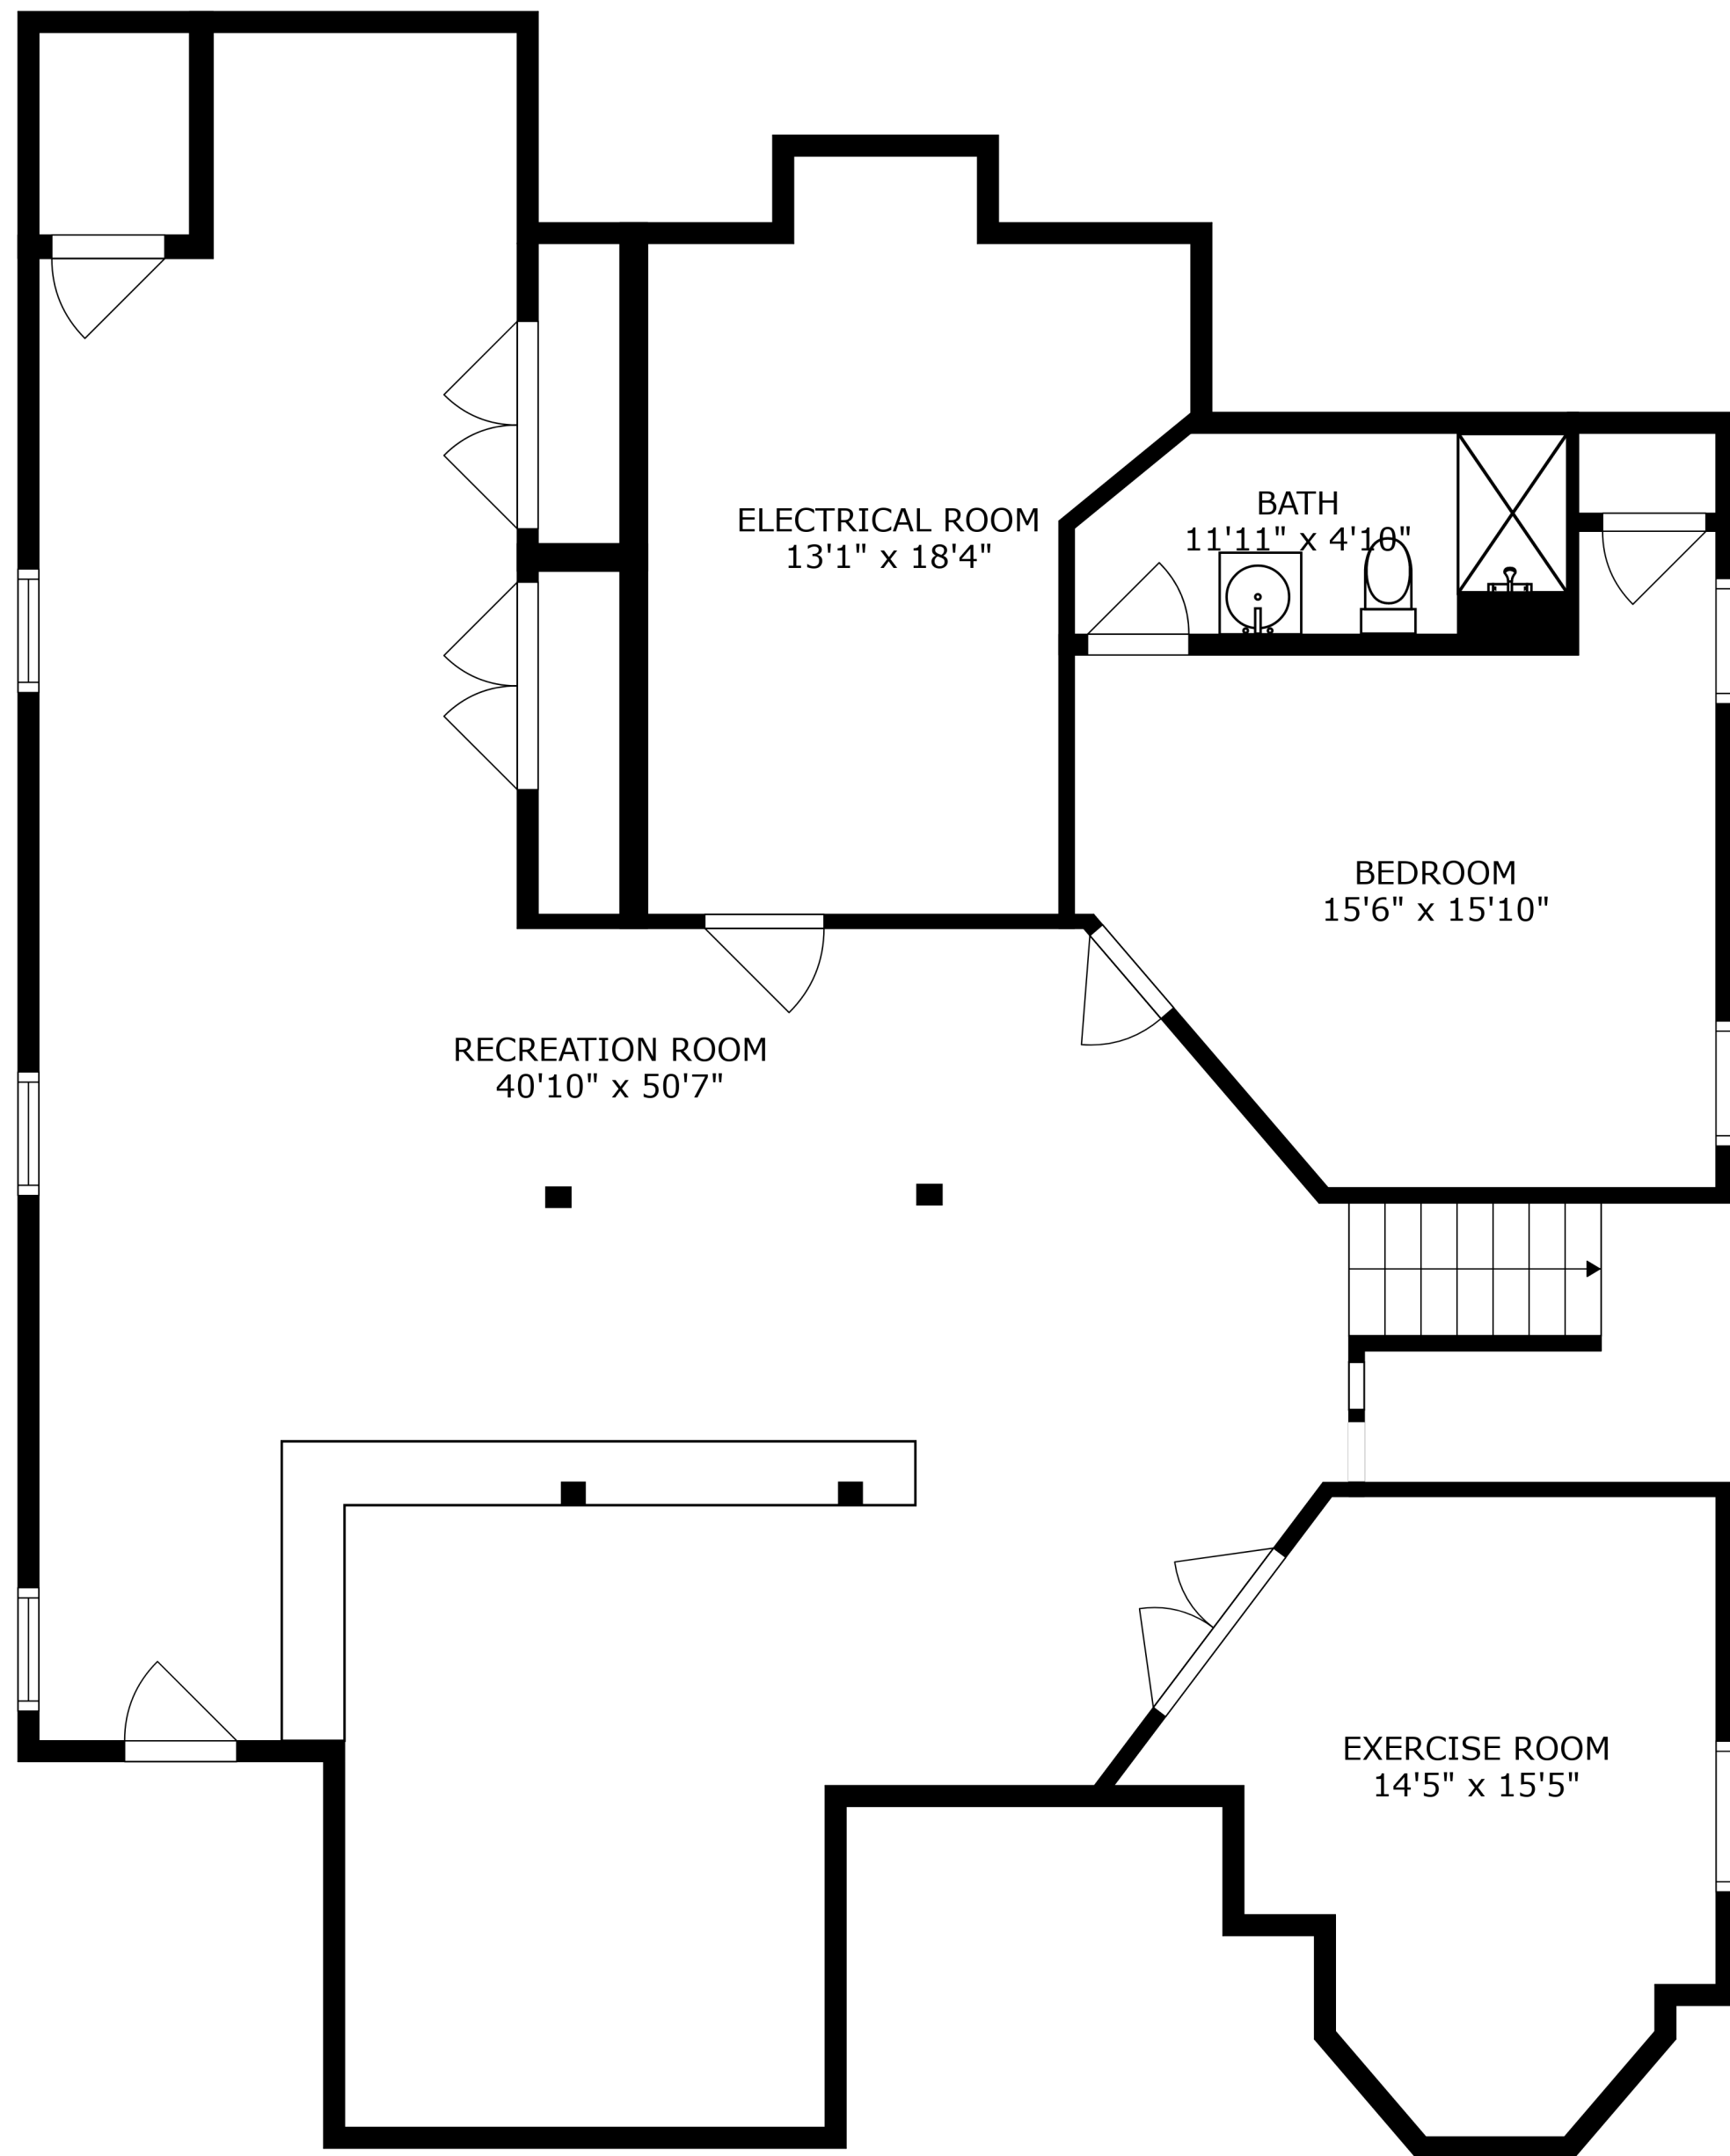 BATH
11'11" x 4'10"
ELECTRICAL ROOM
13'1" x 18'4"
BEDROOM
15'6" x 15'10"
RECREATION ROOM
40'10" x 50'7"
EXERCISE ROOM
14'5" x 15'5"